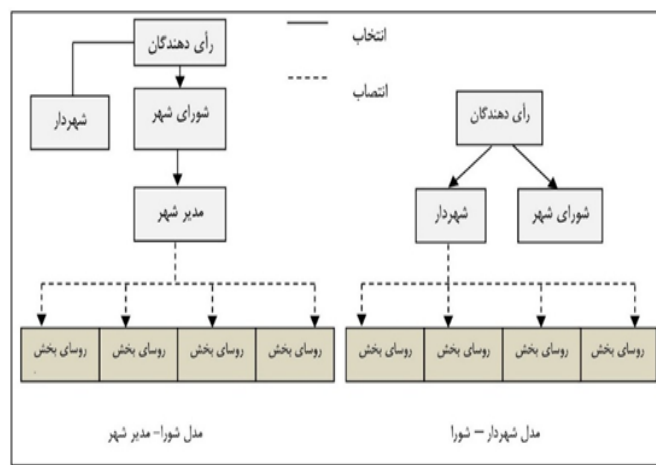 رأی دهندگان
انتخاب
شهردار
شورای شهر
انتصاب
مدیر شهر
روسای بخش
روسای بخش
روسای بخش
روسای بخش
مدل شورا- مدیر شهر
رأی دهندگان
شهردار
شورای شهر
روسای بخش
روسای بخش
روسای بخش
روسای بخش
مدل شهردار – شورا